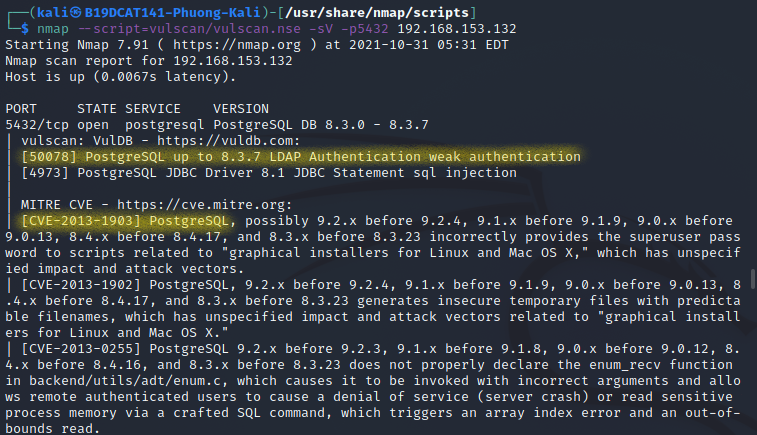 ┌──(kali㉿B19DCAT141-Phuong-Kali)-[/usr/share/nmap/scripts]
└─$ nmap --script=vulscan/vulscan.nse -sV -p5432 192.168.153.132
Starting Nmap 7.91 ( https://nmap.org ) at 2021-10-31 05:31 EDT
Nmap scan report for 192.168.153.132
Host is up (0.0067s latency).

PORT     STATE SERVICE    VERSION
5432/tcp open  postgresql PostgreSQL DB 8.3.0 - 8.3.7
| vulscan: VulDB - https://vuldb.com:
| [50078] PostgreSQL up to 8.3.7 LDAP Authentication weak authentication
| [4973] PostgreSQL JDBC Driver 8.1 JDBC Statement sql injection
|
| MITRE CVE - https://cve.mitre.org:
| [CVE-2013-1903] PostgreSQL, possibly 9.2.x before 9.2.4, 9.1.x before 9.1.9, 9.0.x before
9.0.13, 8.4.x before 8.4.17, and 8.3.x before 8.3.23 incorrectly provides the superuser pass
word to scripts related to "graphical installers for Linux and Mac OS X," which has unspecif
ied impact and attack vectors.
| [CVE-2013-1902] PostgreSQL, 9.2.x before 9.2.4, 9.1.x before 9.1.9, 9.0.x before 9.0.13, 8
.4.x before 8.4.17, and 8.3.x before 8.3.23 generates insecure temporary files with predicta
ble filenames, which has unspecified impact and attack vectors related to "graphical install
ers for Linux and Mac OS X."
| [CVE-2013-0255] PostgreSQL 9.2.x before 9.2.3, 9.1.x before 9.1.8, 9.0.x before 9.0.12, 8.
4.x before 8.4.16, and 8.3.x before 8.3.23 does not properly declare the enum_recv function
in backend/utils/adt/enum.c, which causes it to be invoked with incorrect arguments and allo
ws remote authenticated users to cause a denial of service (server crash) or read sensitive
process memory via a crafted SQL command, which triggers an array index error and an out-of-
bounds read.